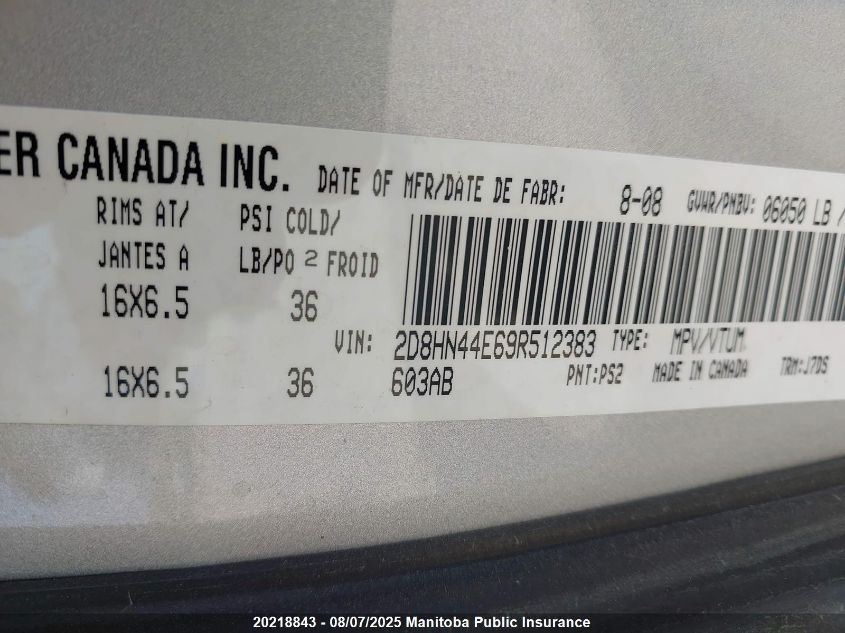 ER CANADA INC. DATE OF MFR/DATE DE FABR: 8-08 GVWR/PNBV: 06050 LB /
RIMS AT/ PSI COLD/
JANTES A LB/PO 2 FROID
16X6.5 36
VIN: 2D8HN44E69R512383 TYPE: MPV/VTUM
16X6.5 36 603AB PNT:PS2 MADE IN CANADA TRM:J7DS
20218843 / 08/07/2025 Manitoba Public Insurance